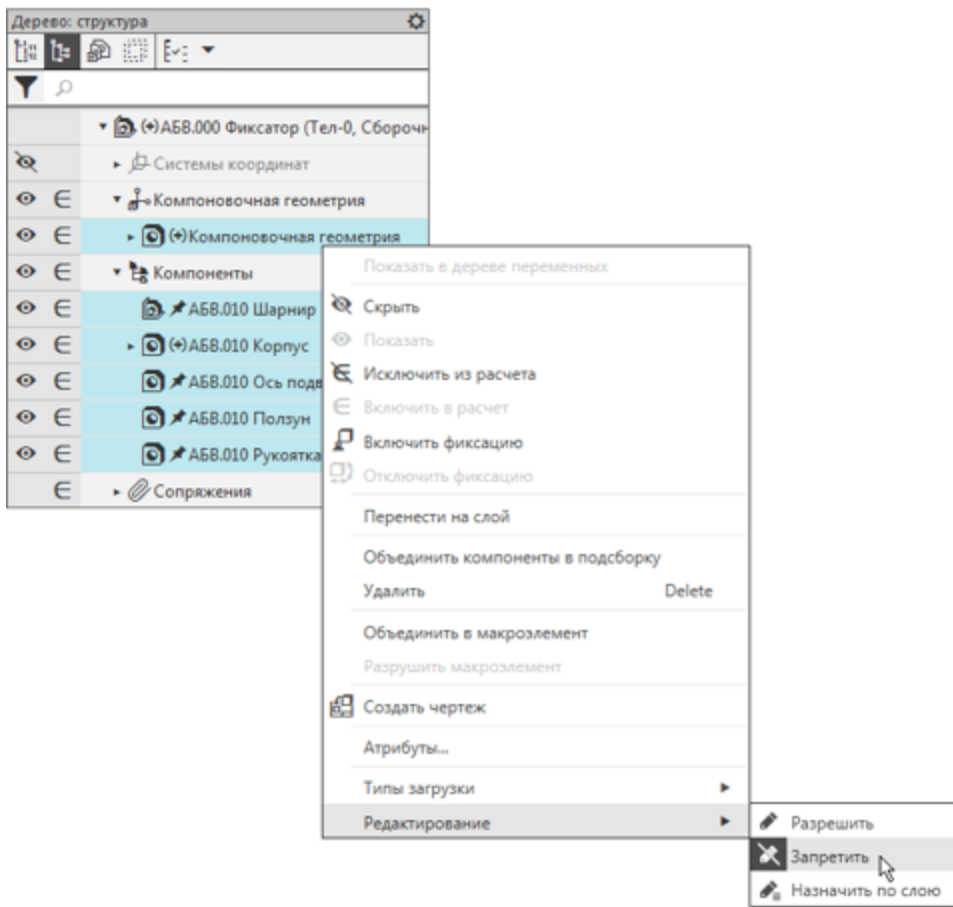 Дерево: структура
(+)АБВ.000 Фиксатор (Тел-0, Сбороч
Системы координат
Компоновочная геометрия
(+)Компоновочная геометрия
Компоненты
АБВ.010 Шарнир
(+)АБВ.010 Корпус
АБВ.010 Ось
АБВ.010 Ползун
АБВ.010 Рукоятка
Сопряжения
Показать в дереве переменных
Скрыть
Показать
Исключить из расчета
Включить в расчет
Включить фиксацию
Отключить фиксацию
Перенести на слой
Объединить компоненты в подсборку
Удалить Delete
Объединить в макроэлемент
Разрушить макроэлемент
Создать чертеж
Атрибуты...
Типы загрузки
Редактирование
Разрешить
Запретить
Назначить по слою